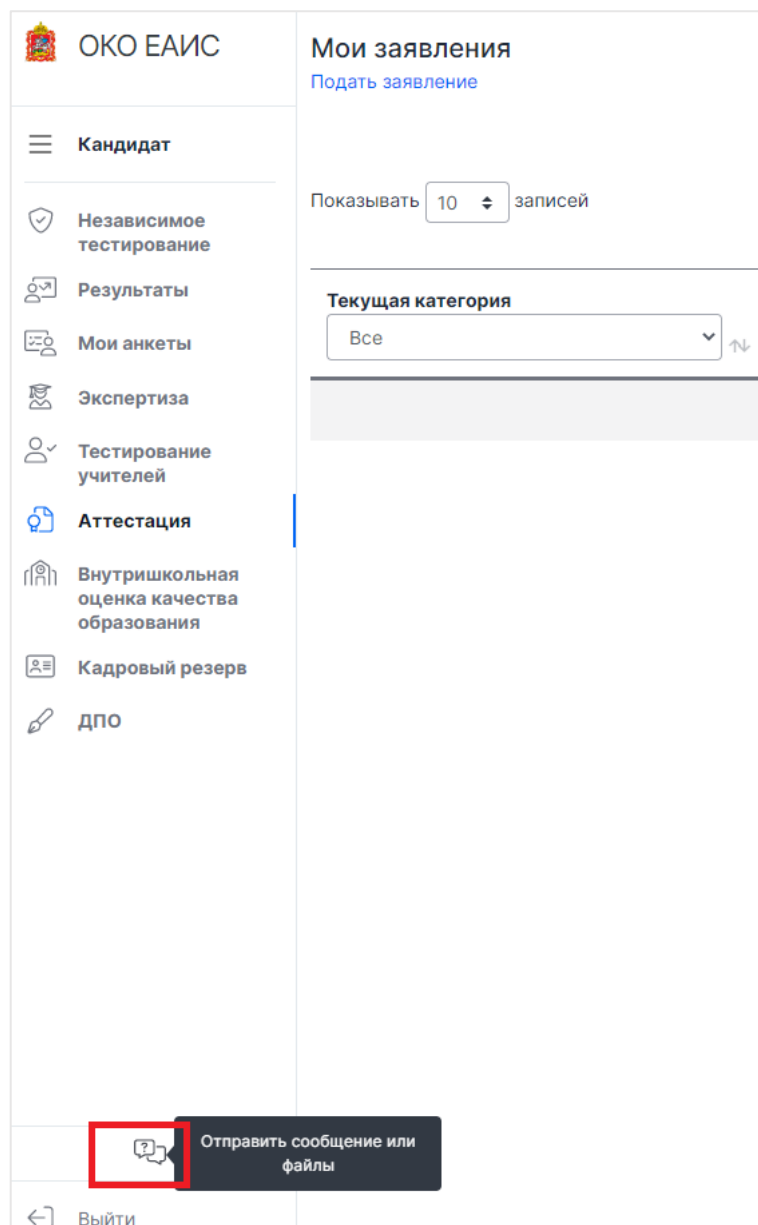 ОКО ЕАИС
Мои заявления
Подать заявление
Кандидат
Показывать 10 записей
Независимое
тестирование
Результаты
Текущая категория
Все
Мои анкеты
Экспертиза
Тестирование
учителей
Аттестация
Внутришкольная
оценка качества
образования
Кадровый резерв
ДПО
Отправить сообщение или
файлы
Выйти